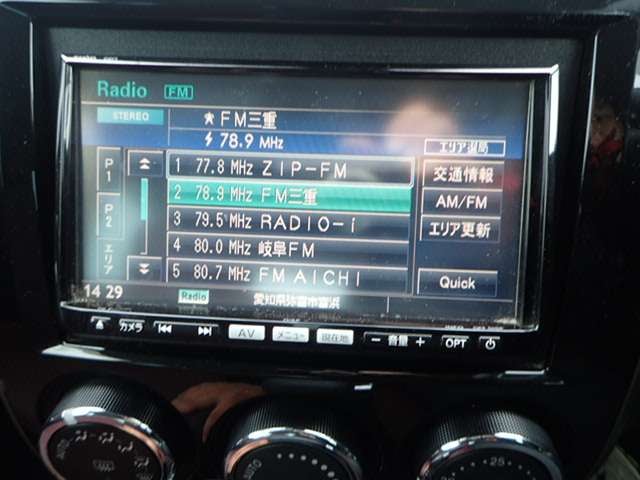 Radio FM
STEREO
FM三重
78.9 MHz
エリア選局
P1
P2
エリア
1 77.8 MHz ZIP-FM
2 78.9 MHz FM三重
3 79.5 MHz RADIO-i
4 80.0 MHz 岐阜FM
5 80.7 MHz FM AICHI
交通情報
AM/FM
エリア更新
Quick
14 29
Radio
愛知県弥富市富浜
カメラ
AV
メニュー
現在地
- 音量 +
OPT
AUTO
AUTO
25